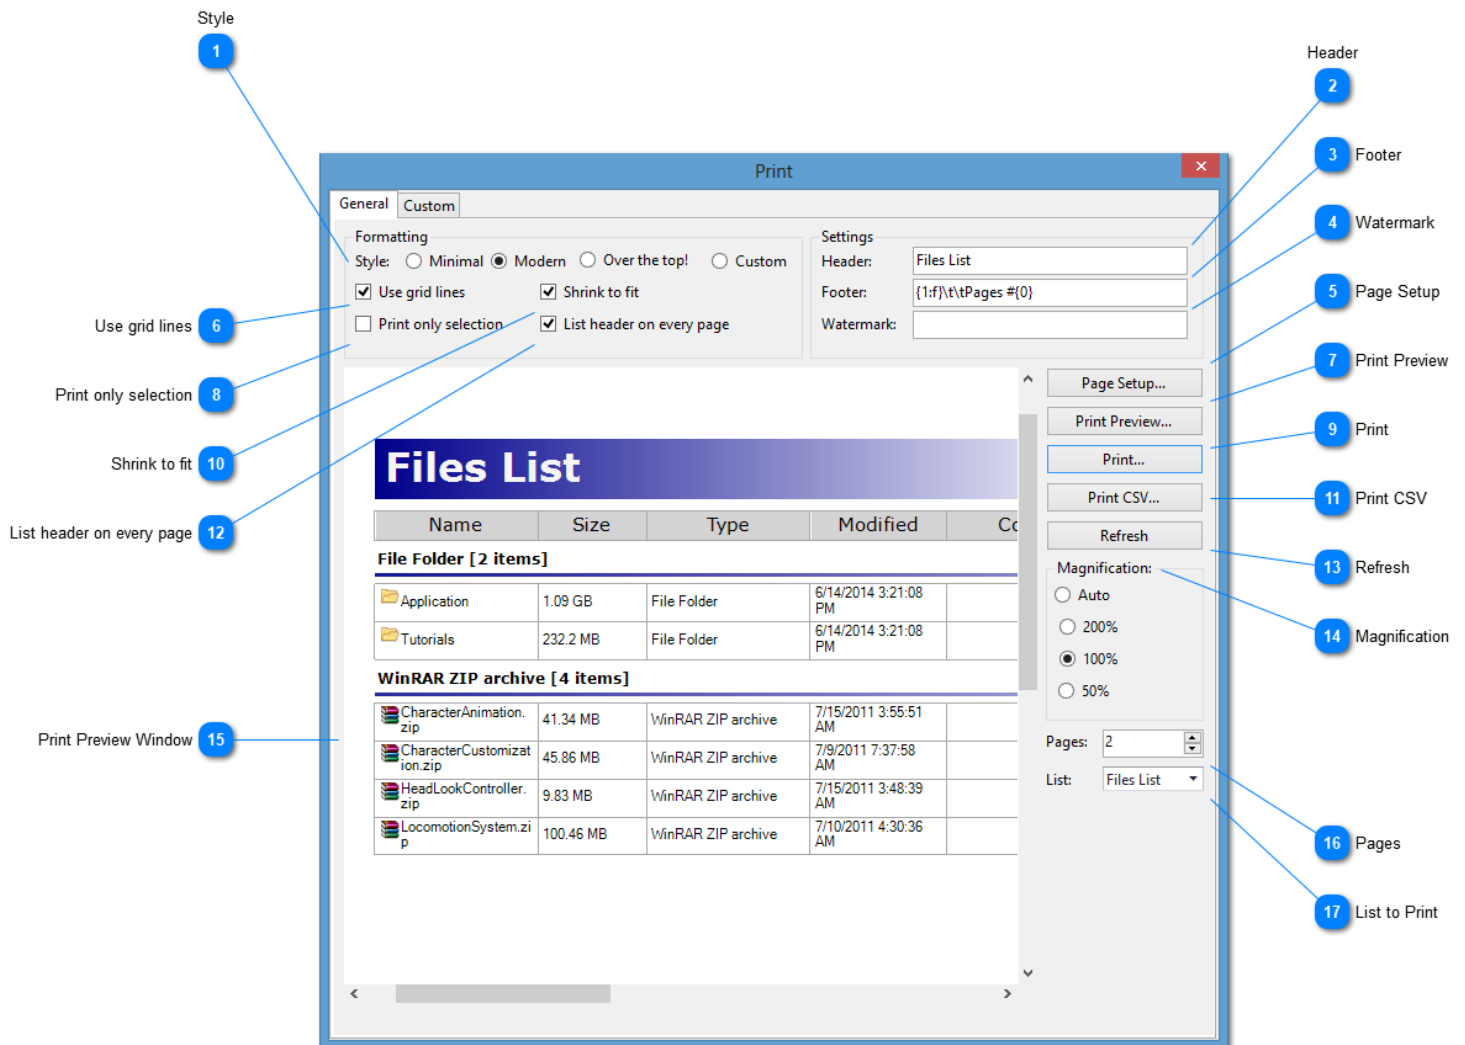 Style
1
Header
2
3 Footer
4 Watermark
5 Page Setup
7 Print Preview
9 Print
11 Print CSV
13 Refresh
14 Magnification
16 Pages
17 List to Print
Use grid lines 6
Print only selection 8
Shrink to fit 10
List header on every page 12
Print Preview Window 15
Print
General Custom
Formatting
Style: Minimal Modern Over the top! Custom
Use grid lines Shrink to fit
Print only selection List header on every page
Settings
Header: Files List
Footer: {1:f}\t\tPages #{0}
Watermark:
Files List
Name Size Type Modified Co
File Folder [2 items]
Application 1.09 GB File Folder 6/14/2014 3:21:08
PM
Tutorials 232.2 MB File Folder 6/14/2014 3:21:08
PM
WinRAR ZIP archive [4 items]
CharacterAnimation. 41.34 MB WinRAR ZIP archive 7/15/2011 3:55:51
zip AM
CharacterCustomizat 45.86 MB WinRAR ZIP archive 7/9/2011 7:37:58
ion.zip AM
HeadLookController. 9.83 MB WinRAR ZIP archive 7/15/2011 3:48:39
zip AM
LocomotionSystem.zi 100.46 MB WinRAR ZIP archive 7/10/2011 4:30:36
p AM
Page Setup...
Print Preview...
Print...
Print CSV...
Refresh
Magnification:
Auto
200%
100%
50%
Pages: 2
List: Files List